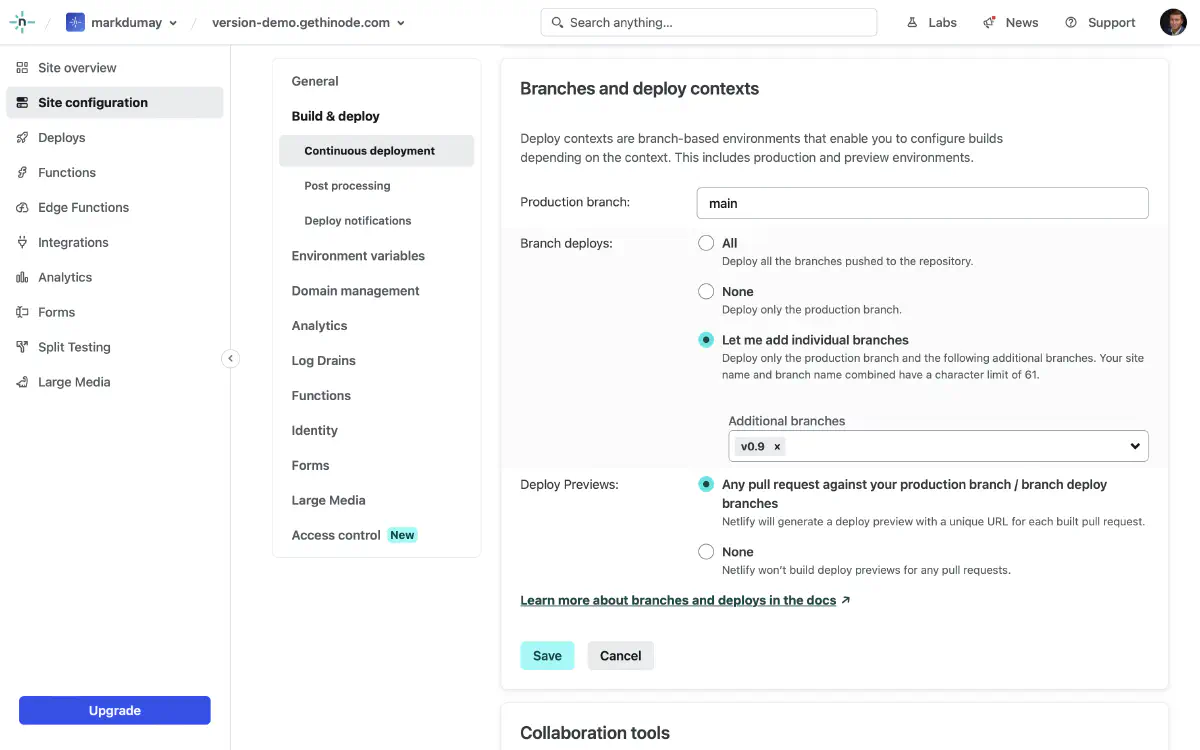 markdumay
version-demo.gethinode.com
Search anything...
Labs
News
Support
Site overview
Site configuration
Deploys
Functions
Edge Functions
Integrations
Analytics
Forms
Split Testing
Large Media
Upgrade
General
Build & deploy
Continuous deployment
Post processing
Deploy notifications
Environment variables
Domain management
Analytics
Log Drains
Functions
Identity
Forms
Large Media
Access control New
Branches and deploy contexts
Deploy contexts are branch-based environments that enable you to configure builds
depending on the context. This includes production and preview environments.
Production branch:
main
Branch deploys:
All
Deploy all the branches pushed to the repository.
None
Deploy only the production branch.
Let me add individual branches
Deploy only the production branch and the following additional branches. Your site
name and branch name combined have a character limit of 61.
Additional branches
v0.9 ×
Deploy Previews:
Any pull request against your production branch / branch deploy
branches
Netlify will generate a deploy preview with a unique URL for each built pull request.
None
Netlify won't build deploy previews for any pull requests.
Learn more about branches and deploys in the docs
Save
Cancel
Collaboration tools